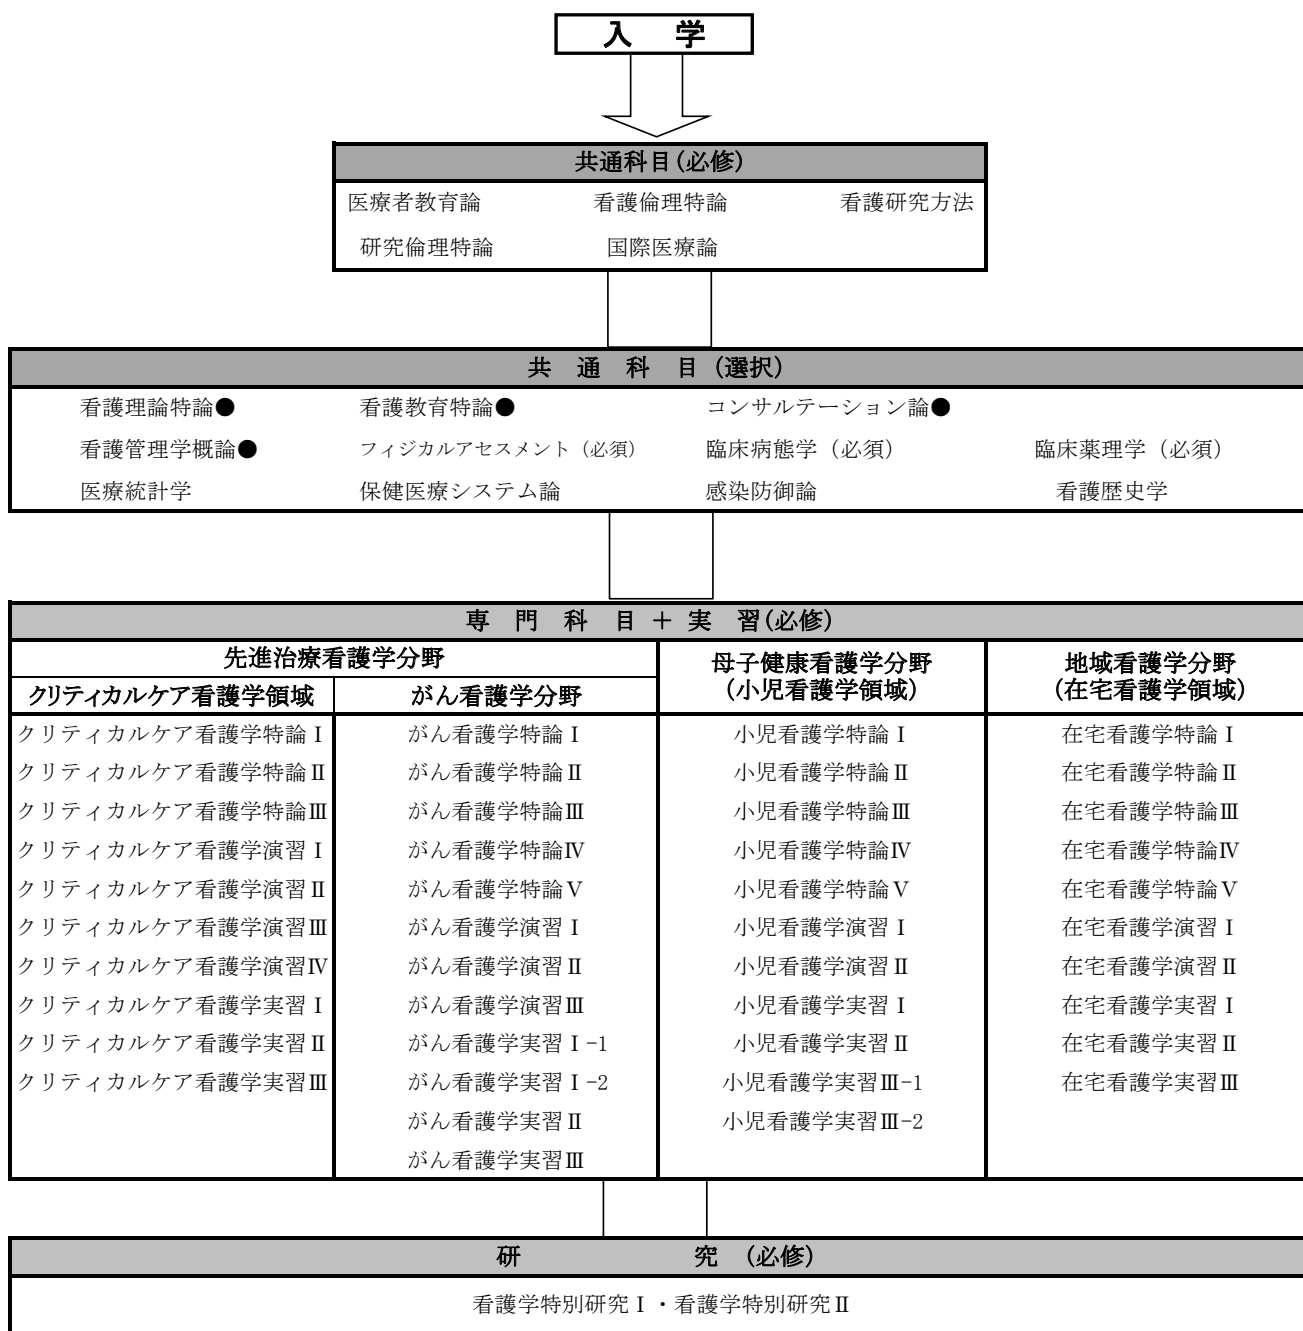 入　学
共通科目(必修)
医療者教育論　看護倫理特論　看護研究方法
研究倫理特論　国際医療論
共　通　科　目 (選択)
看護理論特論●　看護教育特論●　コンサルテーション論●
看護管理学概論●　フィジカルアセスメント（必須）　臨床病態学（必須）　臨床薬理学（必須）
医療統計学　保健医療システム論　感染防御論　看護歴史学
専　門　科　目 ＋ 実　習(必修)
先進治療看護学分野　母子健康看護学分野　地域看護学分野
クリティカルケア看護学領域　がん看護学分野　（小児看護学領域）　（在宅看護学領域）
クリティカルケア看護学特論Ⅰ　がん看護学特論Ⅰ　小児看護学特論Ⅰ　在宅看護学特論Ⅰ
クリティカルケア看護学特論Ⅱ　がん看護学特論Ⅱ　小児看護学特論Ⅱ　在宅看護学特論Ⅱ
クリティカルケア看護学特論Ⅲ　がん看護学特論Ⅲ　小児看護学特論Ⅲ　在宅看護学特論Ⅲ
クリティカルケア看護学演習Ⅰ　がん看護学特論Ⅳ　小児看護学特論Ⅳ　在宅看護学特論Ⅳ
クリティカルケア看護学演習Ⅱ　がん看護学特論Ⅴ　小児看護学特論Ⅴ　在宅看護学特論Ⅴ
クリティカルケア看護学演習Ⅲ　がん看護学演習Ⅰ　小児看護学演習Ⅰ　在宅看護学演習Ⅰ
クリティカルケア看護学演習Ⅳ　がん看護学演習Ⅱ　小児看護学演習Ⅱ　在宅看護学演習Ⅱ
クリティカルケア看護学実習Ⅰ　がん看護学演習Ⅲ　小児看護学実習Ⅰ　在宅看護学実習Ⅰ
クリティカルケア看護学実習Ⅱ　がん看護学実習Ⅰ-1　小児看護学実習Ⅱ　在宅看護学実習Ⅱ
クリティカルケア看護学実習Ⅲ　がん看護学実習Ⅰ-2　小児看護学実習Ⅲ-1　在宅看護学実習Ⅲ
がん看護学実習Ⅱ　小児看護学実習Ⅲ-2
がん看護学実習Ⅲ
研　究　(必修)
看護学特別研究Ⅰ・看護学特別研究Ⅱ